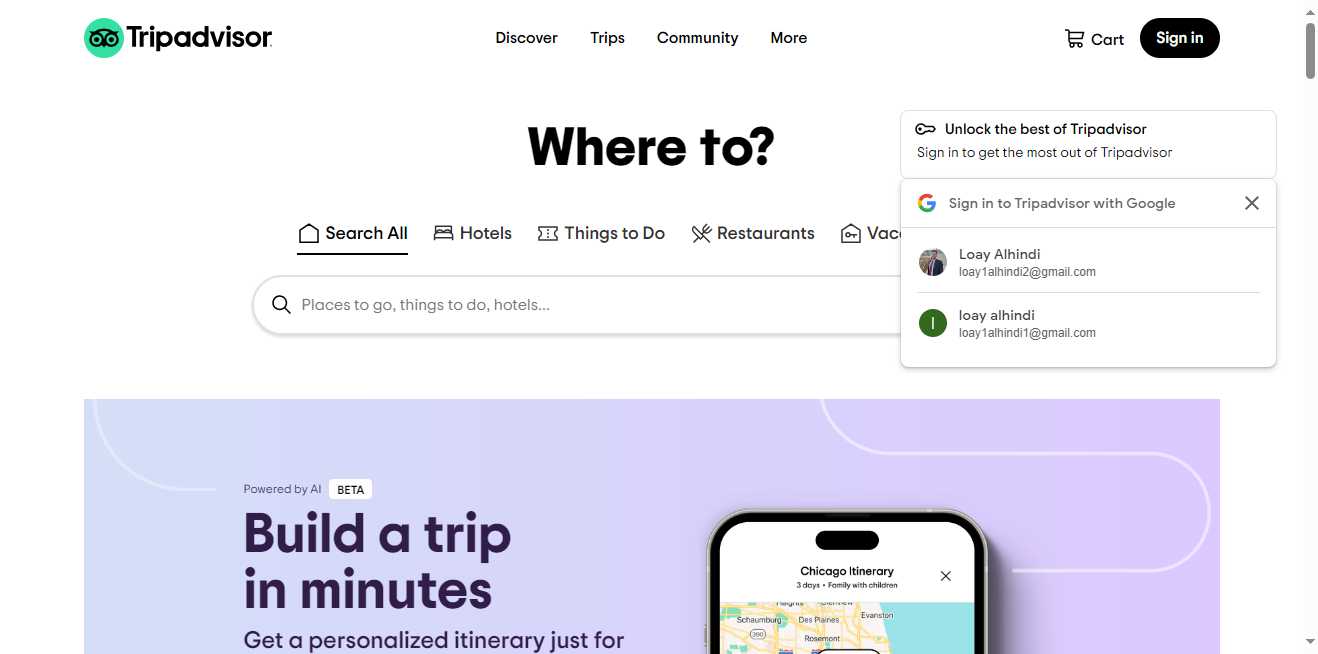 Tripadvisor
Discover Trips Community More
Cart
Sign in
Where to?
Unlock the best of Tripadvisor
Sign in to get the most out of Tripadvisor
Sign in to Tripadvisor with Google
Loay Alhindi
loay1alhindi2@gmail.com
l
loay alhindi
loay1alhindi1@gmail.com
Search All Hotels Things to Do Restaurants Vac
Places to go, things to do, hotels...
Powered by AI BETA
Build a trip
in minutes
Get a personalized itinerary just for
Chicago Itinerary
3 days • Family with children
Heights
Glenview
Evanston
Schaumburg
Des Plaines
390
Rosemont